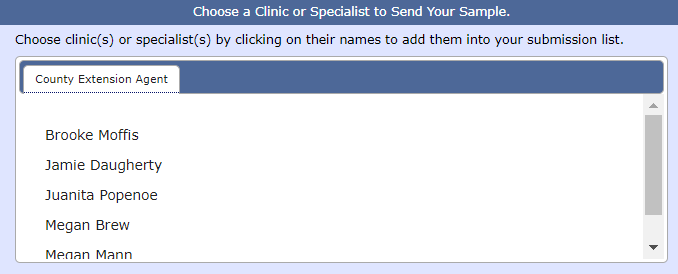 Choose a Clinic or Specialist to Send Your Sample.
Choose clinic(s) or specialist(s) by clicking on their names to add them into your submission list.
County Extension Agent
Brooke Moffis
Jamie Daugherty
Juanita Popenoe
Megan Brew
Megan Mann